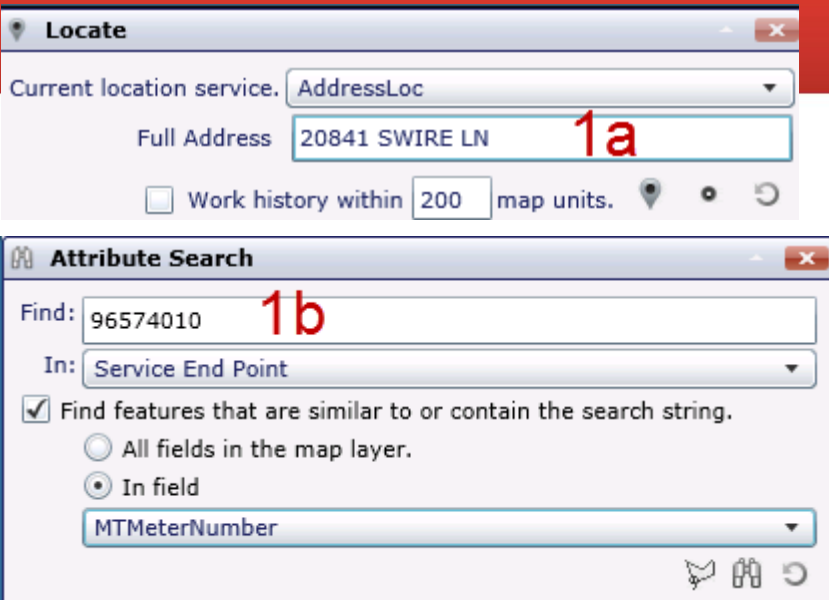 Locate
Current location service. AddressLoc
Full Address 20841 SWIRE LN 1a
Work history within 200 map units.
Attribute Search
Find: 96574010 1b
In: Service End Point
Find features that are similar to or contain the search string.
All fields in the map layer.
In field
MTMeterNumber